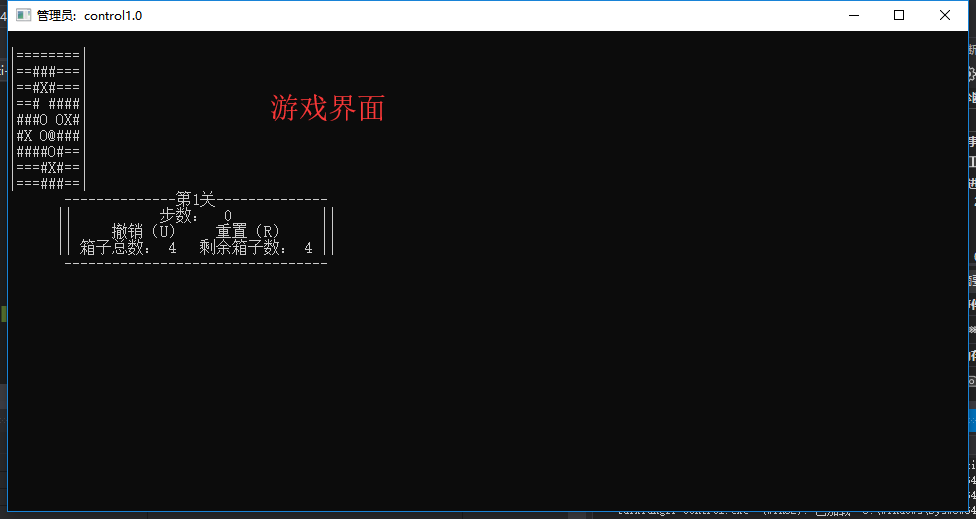 管理员: control1.0
|========|
|==###===|
|==#X#===|
|==# ####|
|###O OX#|
|#X O@###|
|####O#==|
|===#X#==|
|===###==|
游戏界面
--------------第1关--------------
|| 步数: 0 ||
|| 撤销(U) 重置(R) ||
|| 箱子总数: 4 剩余箱子数: 4 ||
---------------------------------